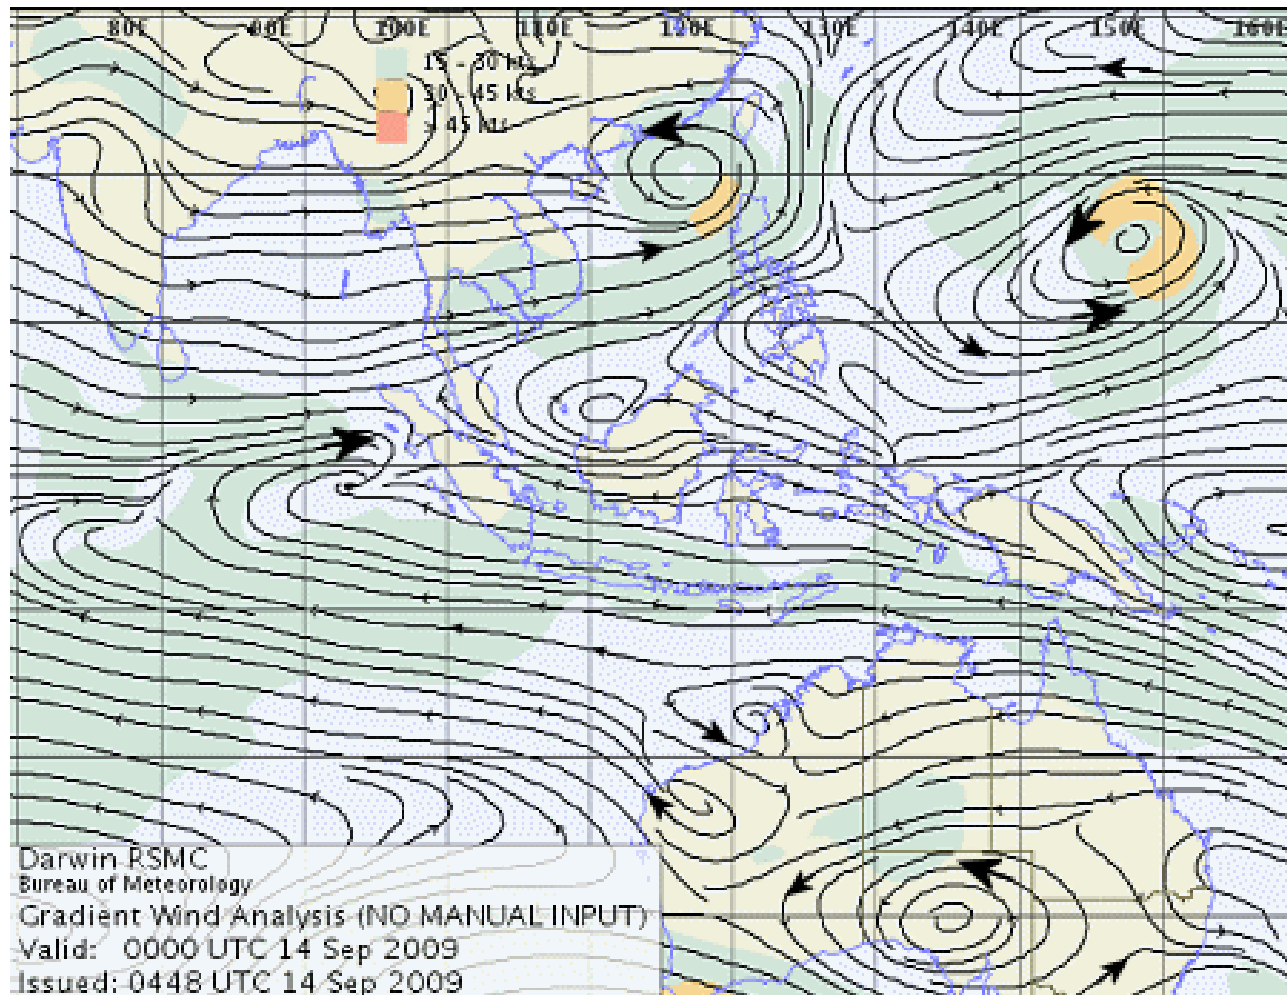 80E 90E 100E 110E 120E 130E 140E 150E 160E
15 - 30 kts
30 - 45 kts
> 45 kts
Darwin RSMC
Bureau of Meteorology
Gradient Wind Analysis (NO MANUAL INPUT)
Valid: 0000 UTC 14 Sep 2009
Issued: 0448 UTC 14 Sep 2009